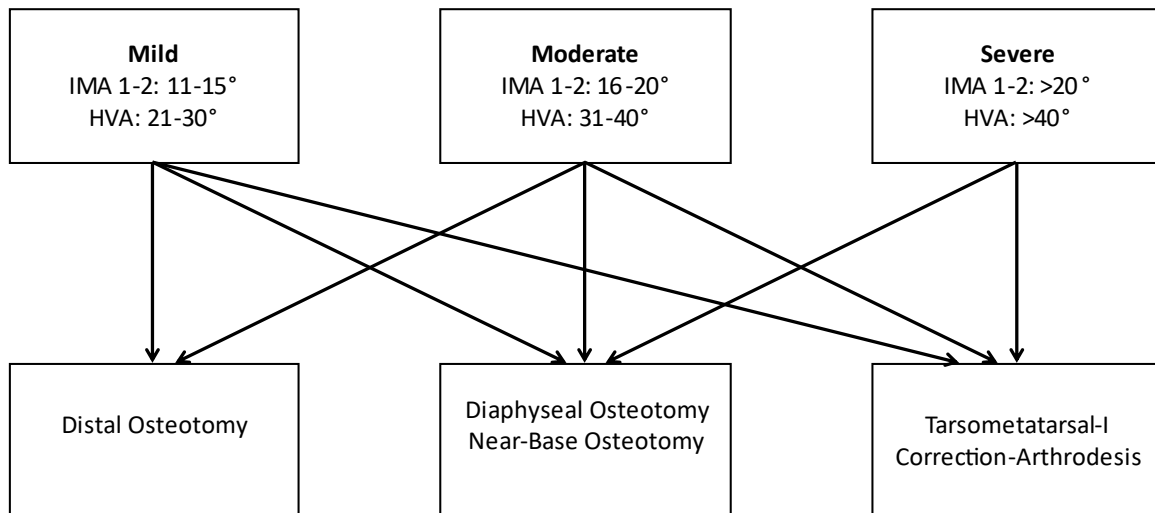 Mild
IMA 1-2: 11-15°
HVA: 21-30°
Moderate
IMA 1-2: 16-20°
HVA: 31-40°
Severe
IMA 1-2: >20°
HVA: >40°
Distal Osteotomy
Diaphyseal Osteotomy
Near-Base Osteotomy
Tarsometatarsal-I
Correction-Arthrodesis